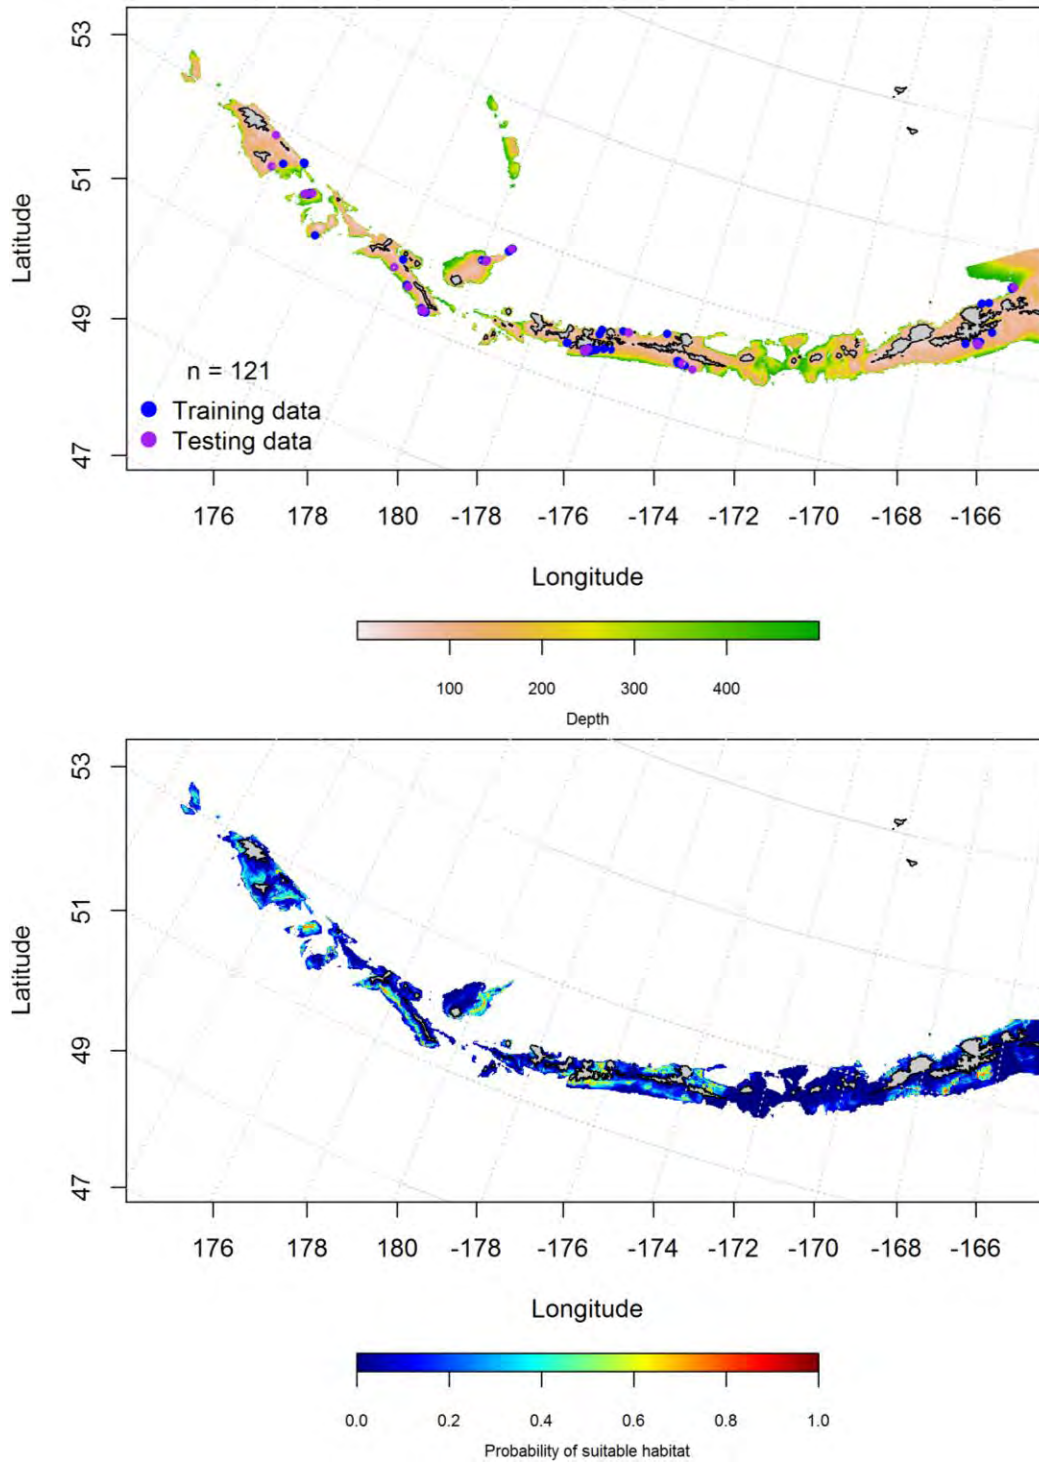 53
51
49
47
Latitude
n = 121
Training data
Testing data
176 178 180 -178 -176 -174 -172 -170 -168 -166
Longitude
100 200 300 400
Depth
53
51
49
47
Latitude
176 178 180 -178 -176 -174 -172 -170 -168 -166
Longitude
0.0 0.2 0.4 0.6 0.8 1.0
Probability of suitable habitat